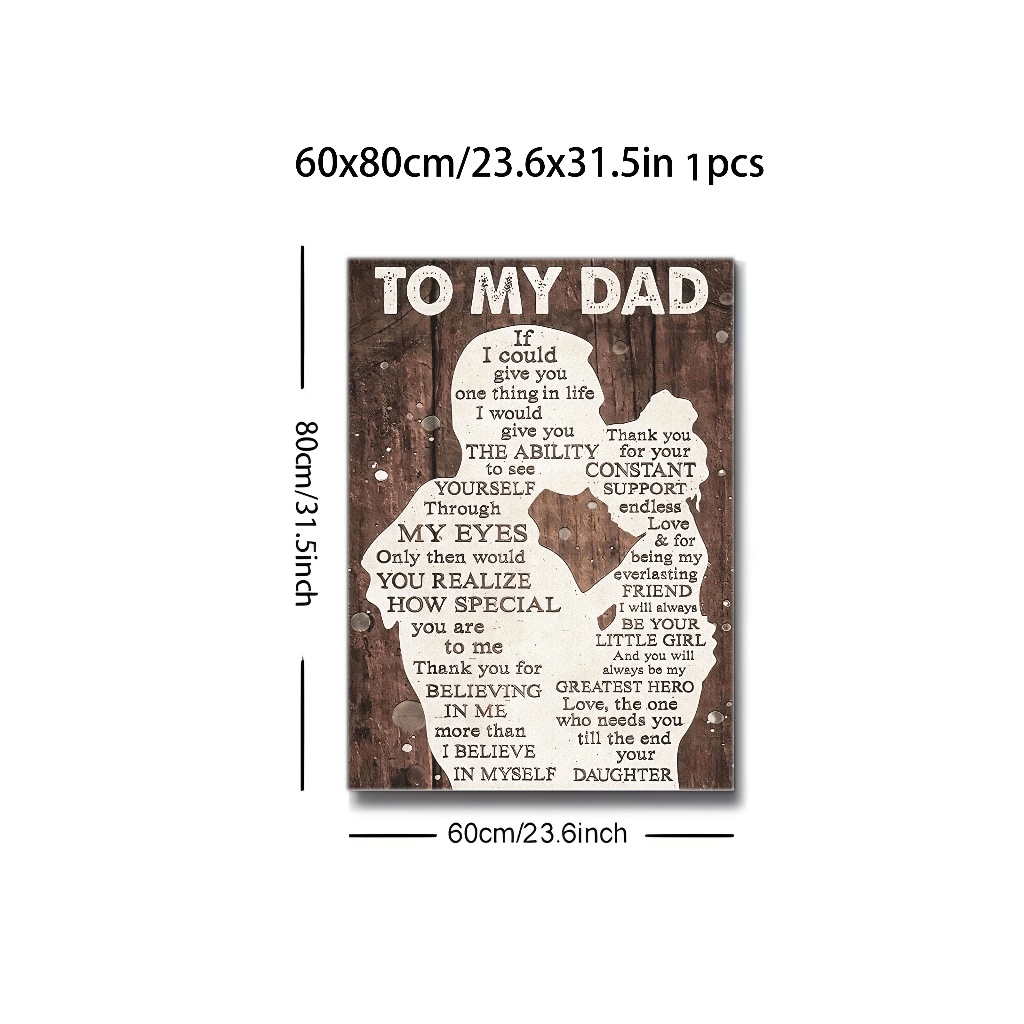 60x80cm/23.6x31.5in 1pcs
TO MY DAD
If
I could
give you
one thing in life
I would
give you
THE ABILITY
to see
YOURSELF
Through
MY EYES
Only then would
YOU REALIZE
HOW SPECIAL
you are
to me
Thank you for
BELIEVING
IN ME
more than
I BELIEVE
IN MYSELF
Thank you
for your
CONSTANT
SUPPORT
endless
Love
& for
being my
everlasting
FRIEND
I will always
BE YOUR
LITTLE GIRL
And you will
always be my
GREATEST HERO
Love, the one
who needs you
till the end
your
DAUGHTER
80cm/31.5inch
60cm/23.6inch